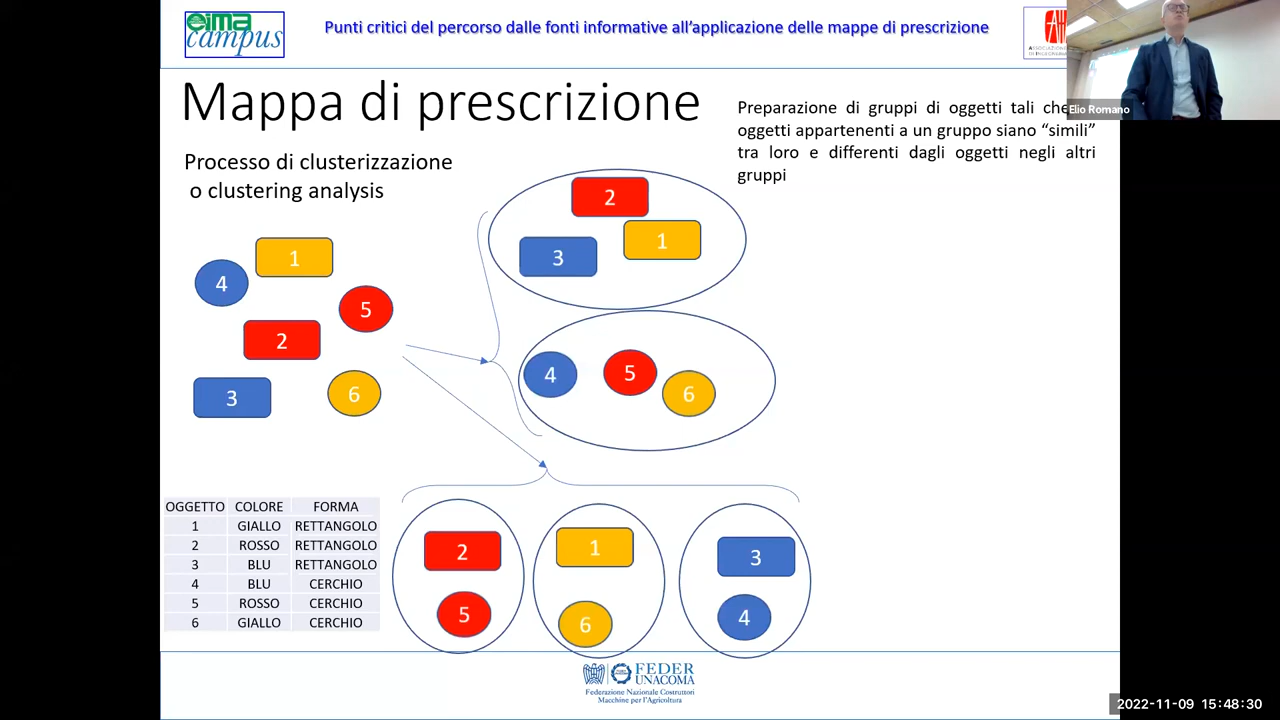 eima
campus
Punti critici del percorso dalle fonti informative all'applicazione delle mappe di prescrizione
Mappa di prescrizione
Preparazione di gruppi di oggetti tali che
oggetti appartenenti a un gruppo siano “simili”
tra loro e differenti dagli oggetti negli altri
gruppi
Elio Romano
Processo di clusterizzazione
o clustering analysis
1
4
5
2
3
6
2
1
3
4
5
6
OGGETTO COLORE FORMA
1 GIALLO RETTANGOLO
2 ROSSO RETTANGOLO
3 BLU RETTANGOLO
4 BLU CERCHIO
5 ROSSO CERCHIO
6 GIALLO CERCHIO
2
5
1
6
3
4
FEDER
UNACOMA
Federazione Nazionale Costruttori
Macchine per l'Agricoltura
2022-11-09 15:48:30